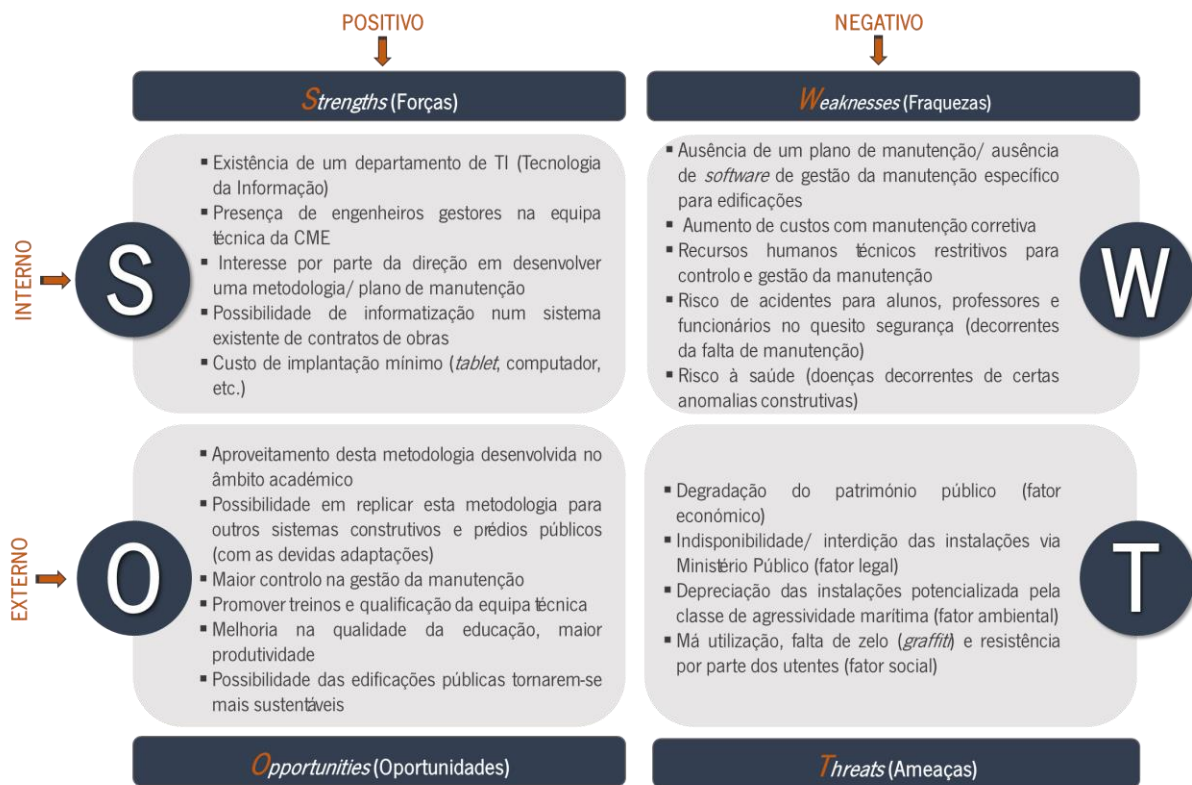 POSITIVO
NEGATIVO
Strengths (Forças)
Weaknesses (Fraquezas)
INTERNO
S
▪ Existência de um departamento de TI (Tecnologia
da Informação)
▪ Presença de engenheiros gestores na equipa
técnica da CME
▪ Interesse por parte da direção em desenvolver
uma metodologia/ plano de manutenção
▪ Possibilidade de informatização num sistema
existente de contratos de obras
▪ Custo de implantação mínimo (tablet, computador,
etc.)
▪ Ausência de um plano de manutenção/ ausência
de software de gestão da manutenção específico
para edificações
▪ Aumento de custos com manutenção corretiva
▪ Recursos humanos técnicos restritivos para
controlo e gestão da manutenção
▪ Risco de acidentes para alunos, professores e
funcionários no quesito segurança (decorrentes
da falta de manutenção)
▪ Risco à saúde (doenças decorrentes de certas
anomalias construtivas)
W
EXTERNO
O
▪ Aproveitamento desta metodologia desenvolvida no
âmbito académico
▪ Possibilidade em replicar esta metodologia para
outros sistemas construtivos e prédios públicos
(com as devidas adaptações)
▪ Maior controlo na gestão da manutenção
▪ Promover treinos e qualificação da equipa técnica
▪ Melhoria na qualidade da educação, maior
produtividade
▪ Possibilidade das edificações públicas tornarem-se
mais sustentáveis
▪ Degradação do património público (fator
económico)
▪ Indisponibilidade/ interdição das instalações via
Ministério Público (fator legal)
▪ Depreciação das instalações potencializada pela
classe de agressividade marítima (fator ambiental)
▪ Má utilização, falta de zelo (graffiti) e resistência
por parte dos utentes (fator social)
T
Opportunities (Oportunidades)
Threats (Ameaças)